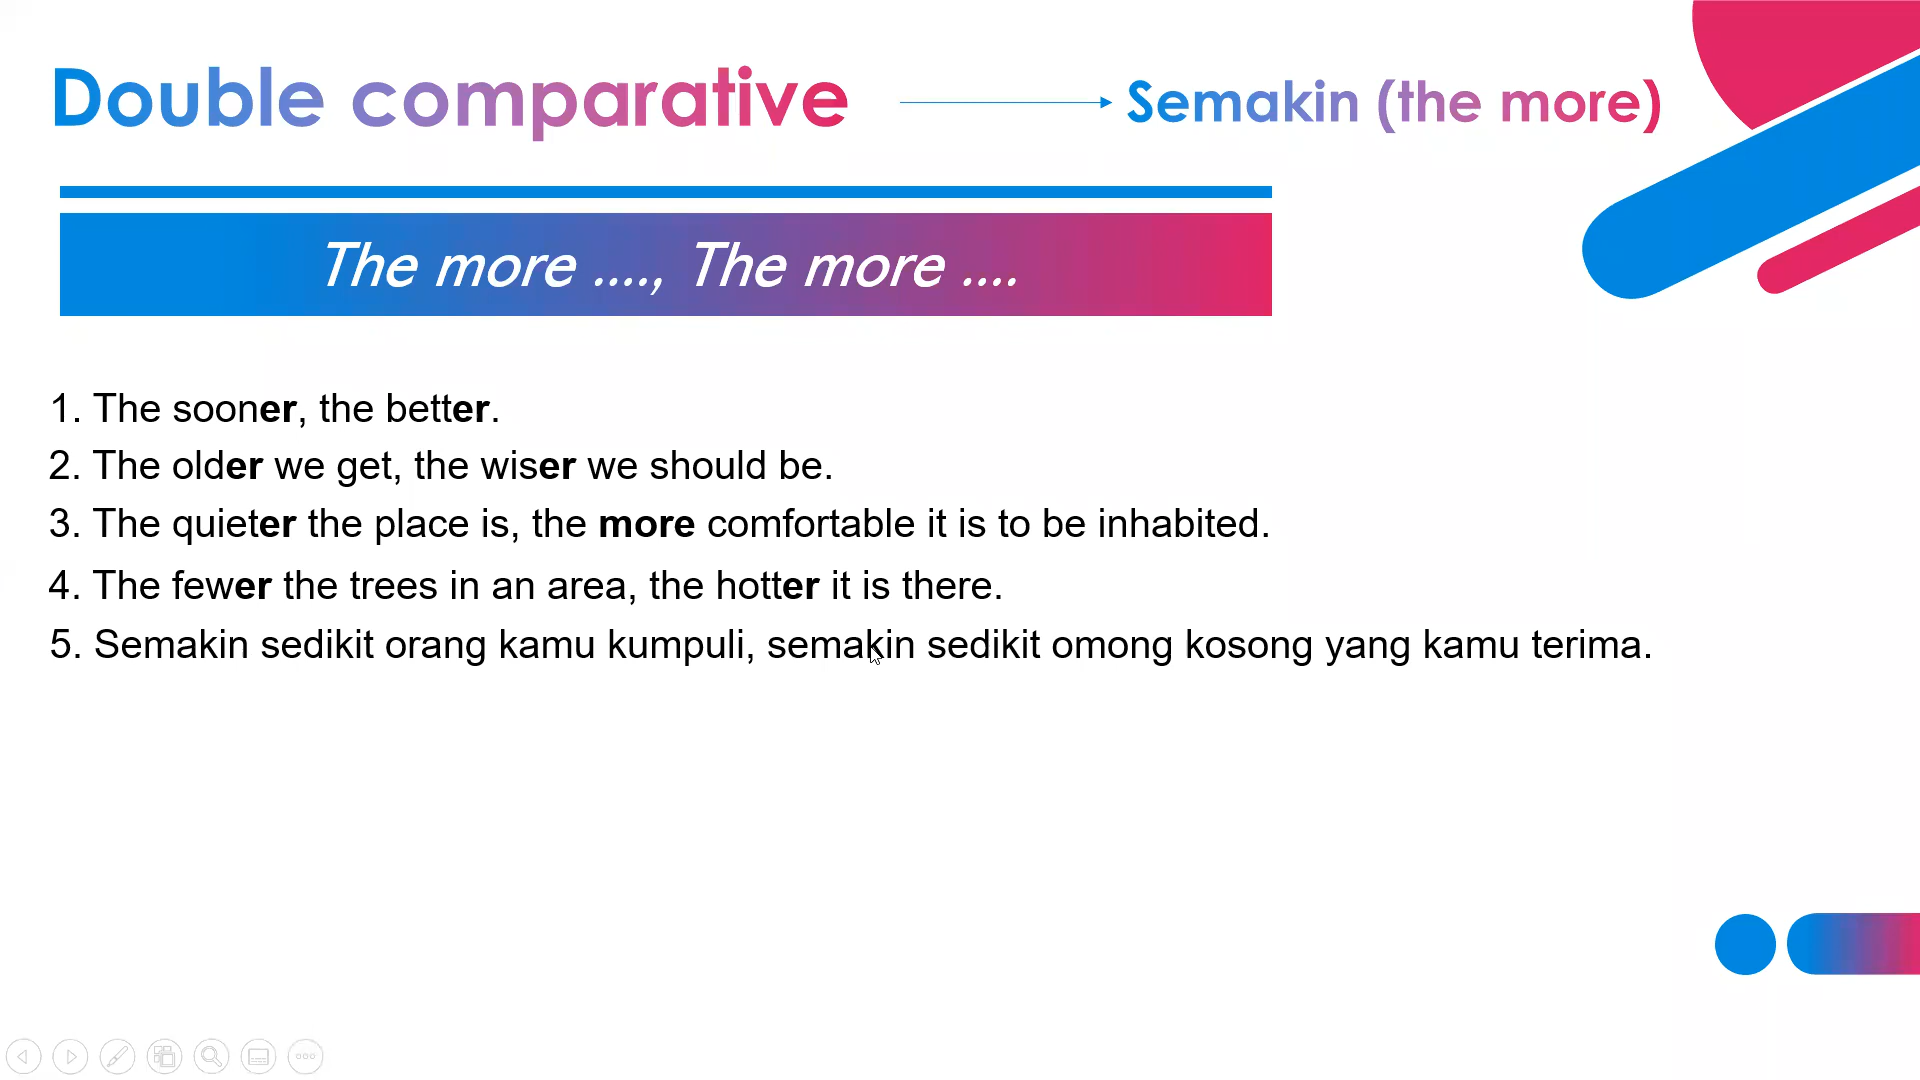 Double comparative
Semakin (the more)
The more ...., The more ....
1. The sooner, the better.
2. The older we get, the wiser we should be.
3. The quieter the place is, the more comfortable it is to be inhabited.
4. The fewer the trees in an area, the hotter it is there.
5. Semakin sedikit orang kamu kumpuli, semakin sedikit omong kosong yang kamu terima.